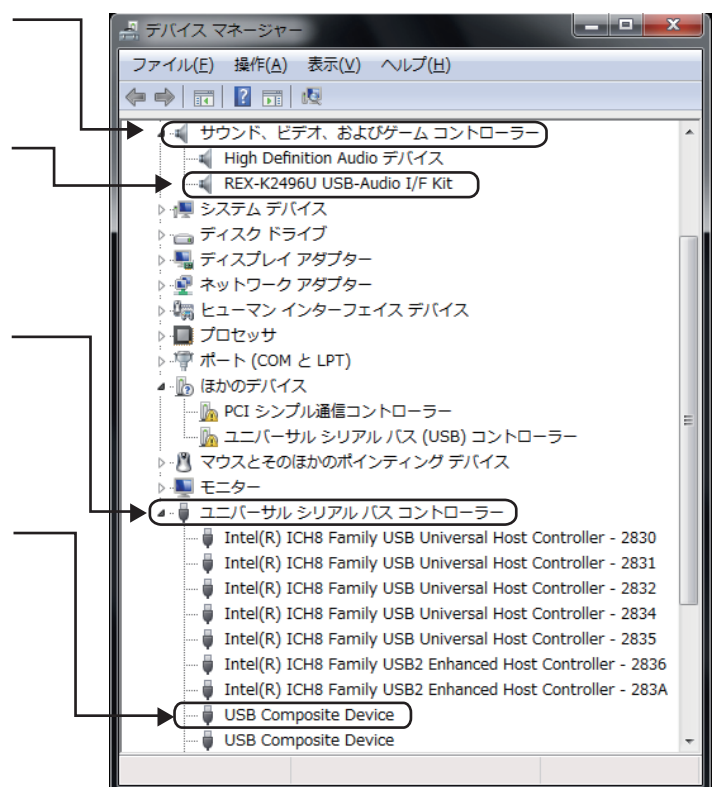 デバイス マネージャー
ファイル(F) 操作(A) 表示(V) ヘルプ(H)
サウンド、ビデオ、およびゲーム コントローラー
High Definition Audio デバイス
REX-K2496U USB-Audio I/F Kit
システム デバイス
ディスク ドライブ
ディスプレイ アダプター
ネットワーク アダプター
ヒューマン インターフェイス デバイス
プロセッサ
ポート (COM と LPT)
ほかのデバイス
PCI シンプル通信コントローラー
ユニバーサル シリアル バス (USB) コントローラー
マウスとそのほかのポインティング デバイス
モニター
ユニバーサル シリアル バス コントローラー
Intel(R) ICH8 Family USB Universal Host Controller - 2830
Intel(R) ICH8 Family USB Universal Host Controller - 2831
Intel(R) ICH8 Family USB Universal Host Controller - 2832
Intel(R) ICH8 Family USB Universal Host Controller - 2834
Intel(R) ICH8 Family USB Universal Host Controller - 2835
Intel(R) ICH8 Family USB2 Enhanced Host Controller - 2836
Intel(R) ICH8 Family USB2 Enhanced Host Controller - 283A
USB Composite Device
USB Composite Device